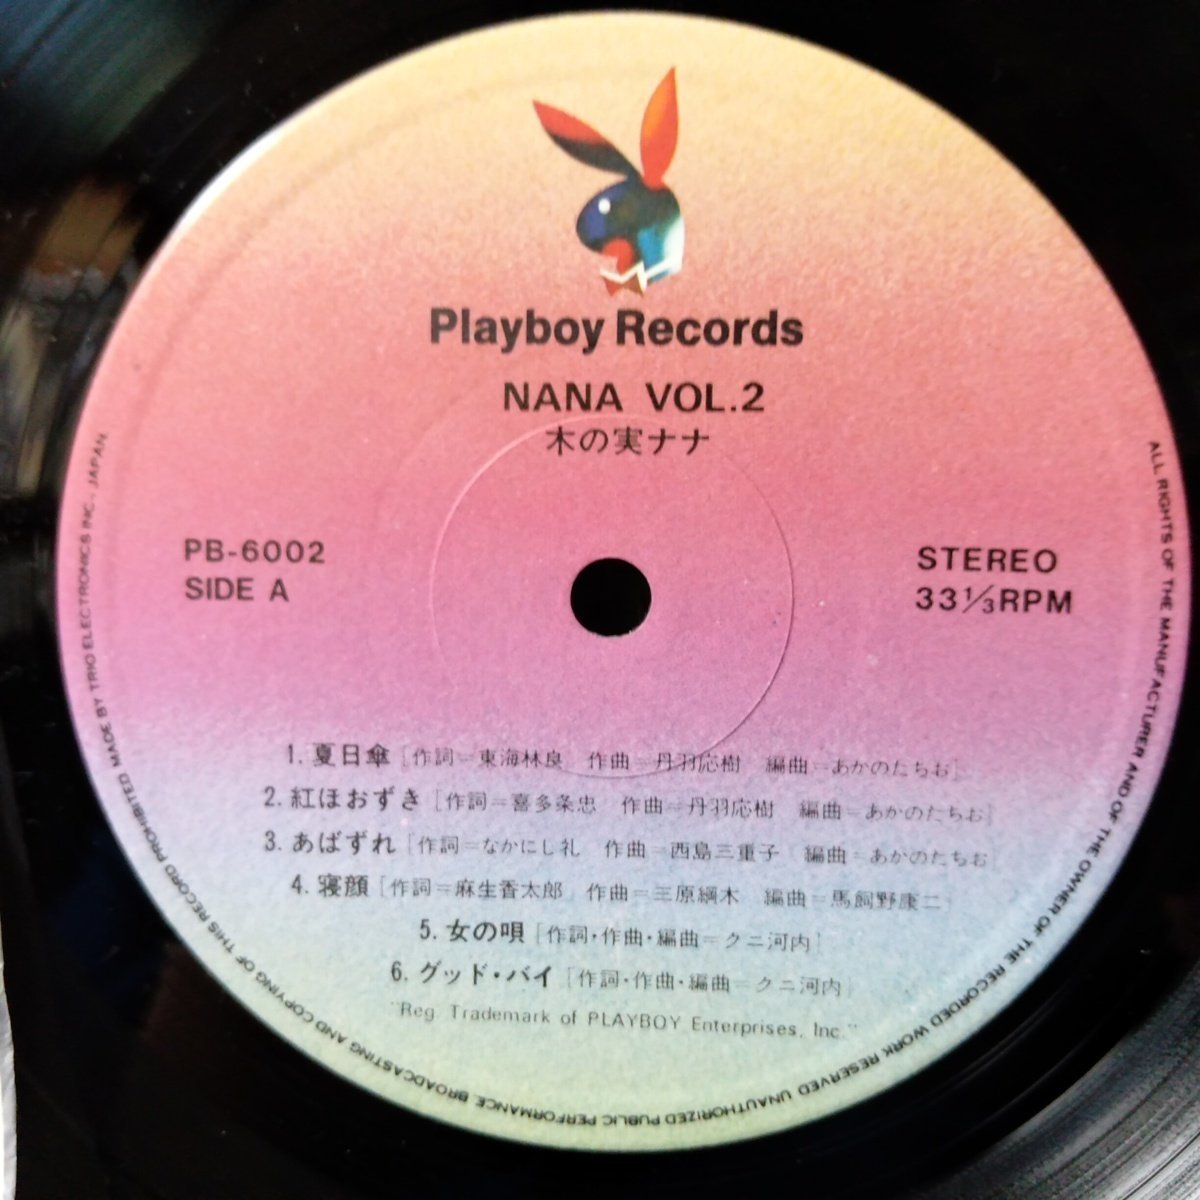 Playboy Records
NANA VOL.2
木の実ナナ
PB-6002
SIDE A
STEREO
33 1/3 RPM
1. 夏日傘 [作詞=東海林良 作曲=丹羽応樹 編曲=あかのたちお]
2. 紅ほおずき [作詞=喜多条忠 作曲=丹羽応樹 編曲=あかのたちお]
3. あばずれ [作詞=なかにし礼 作曲=西島三重子 編曲=あかのたちお]
4. 寝顔 [作詞=麻生香太郎 作曲=三原綱木 編曲=馬飼野康二]
5. 女の唄 [作詞・作曲・編曲=クニ河内]
6. グッド・バイ [作詞・作曲・編曲=クニ河内]
"Reg. Trademark of PLAYBOY Enterprises, Inc."
ALL RIGHTS OF THE MANUFACTURER AND OF THE OWNER OF THE RECORDED WORK RESERVED UNAUTHORIZED PUBLIC PERFORMANCE BROADCASTING AND COPYING OF THIS RECORD PROHIBITED MADE BY TRIO ELECTRONICS INC., JAPAN